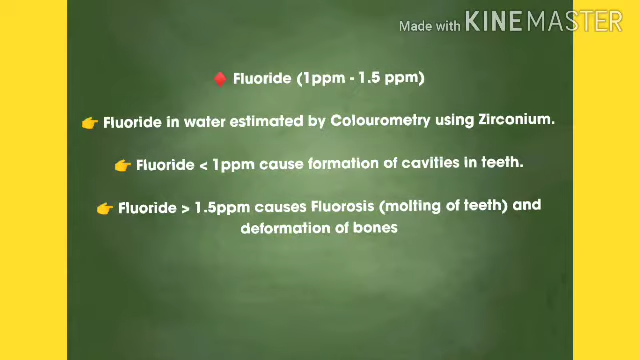 Made with KINEMASTER
♦️ Fluoride (1ppm - 1.5 ppm)
👉 Fluoride in water estimated by Colourometry using Zirconium.
👉 Fluoride < 1ppm cause formation of cavities in teeth.
👉 Fluoride > 1.5ppm causes Fluorosis (molting of teeth) and
deformation of bones